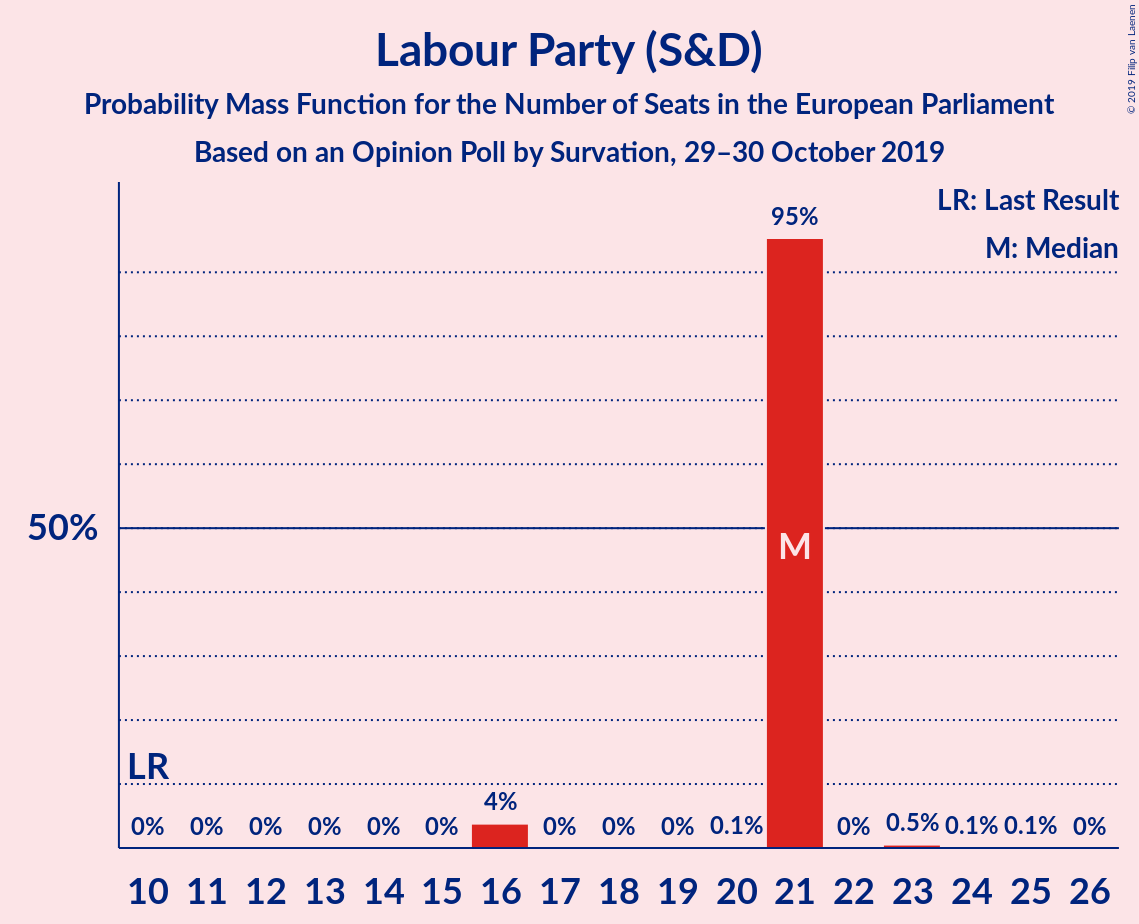 Labour Party (S&D)
Probability Mass Function for the Number of Seats in the European Parliament
Based on an Opinion Poll by Survation, 29–30 October 2019
© 2019 Filip van Laenen
LR: Last Result
M: Median
95%
50%
M
LR
4%
0% 0% 0% 0% 0% 0% 0% 0% 0% 0.1% 0% 0.5% 0.1% 0.1% 0%
10 11 12 13 14 15 16 17 18 19 20 21 22 23 24 25 26